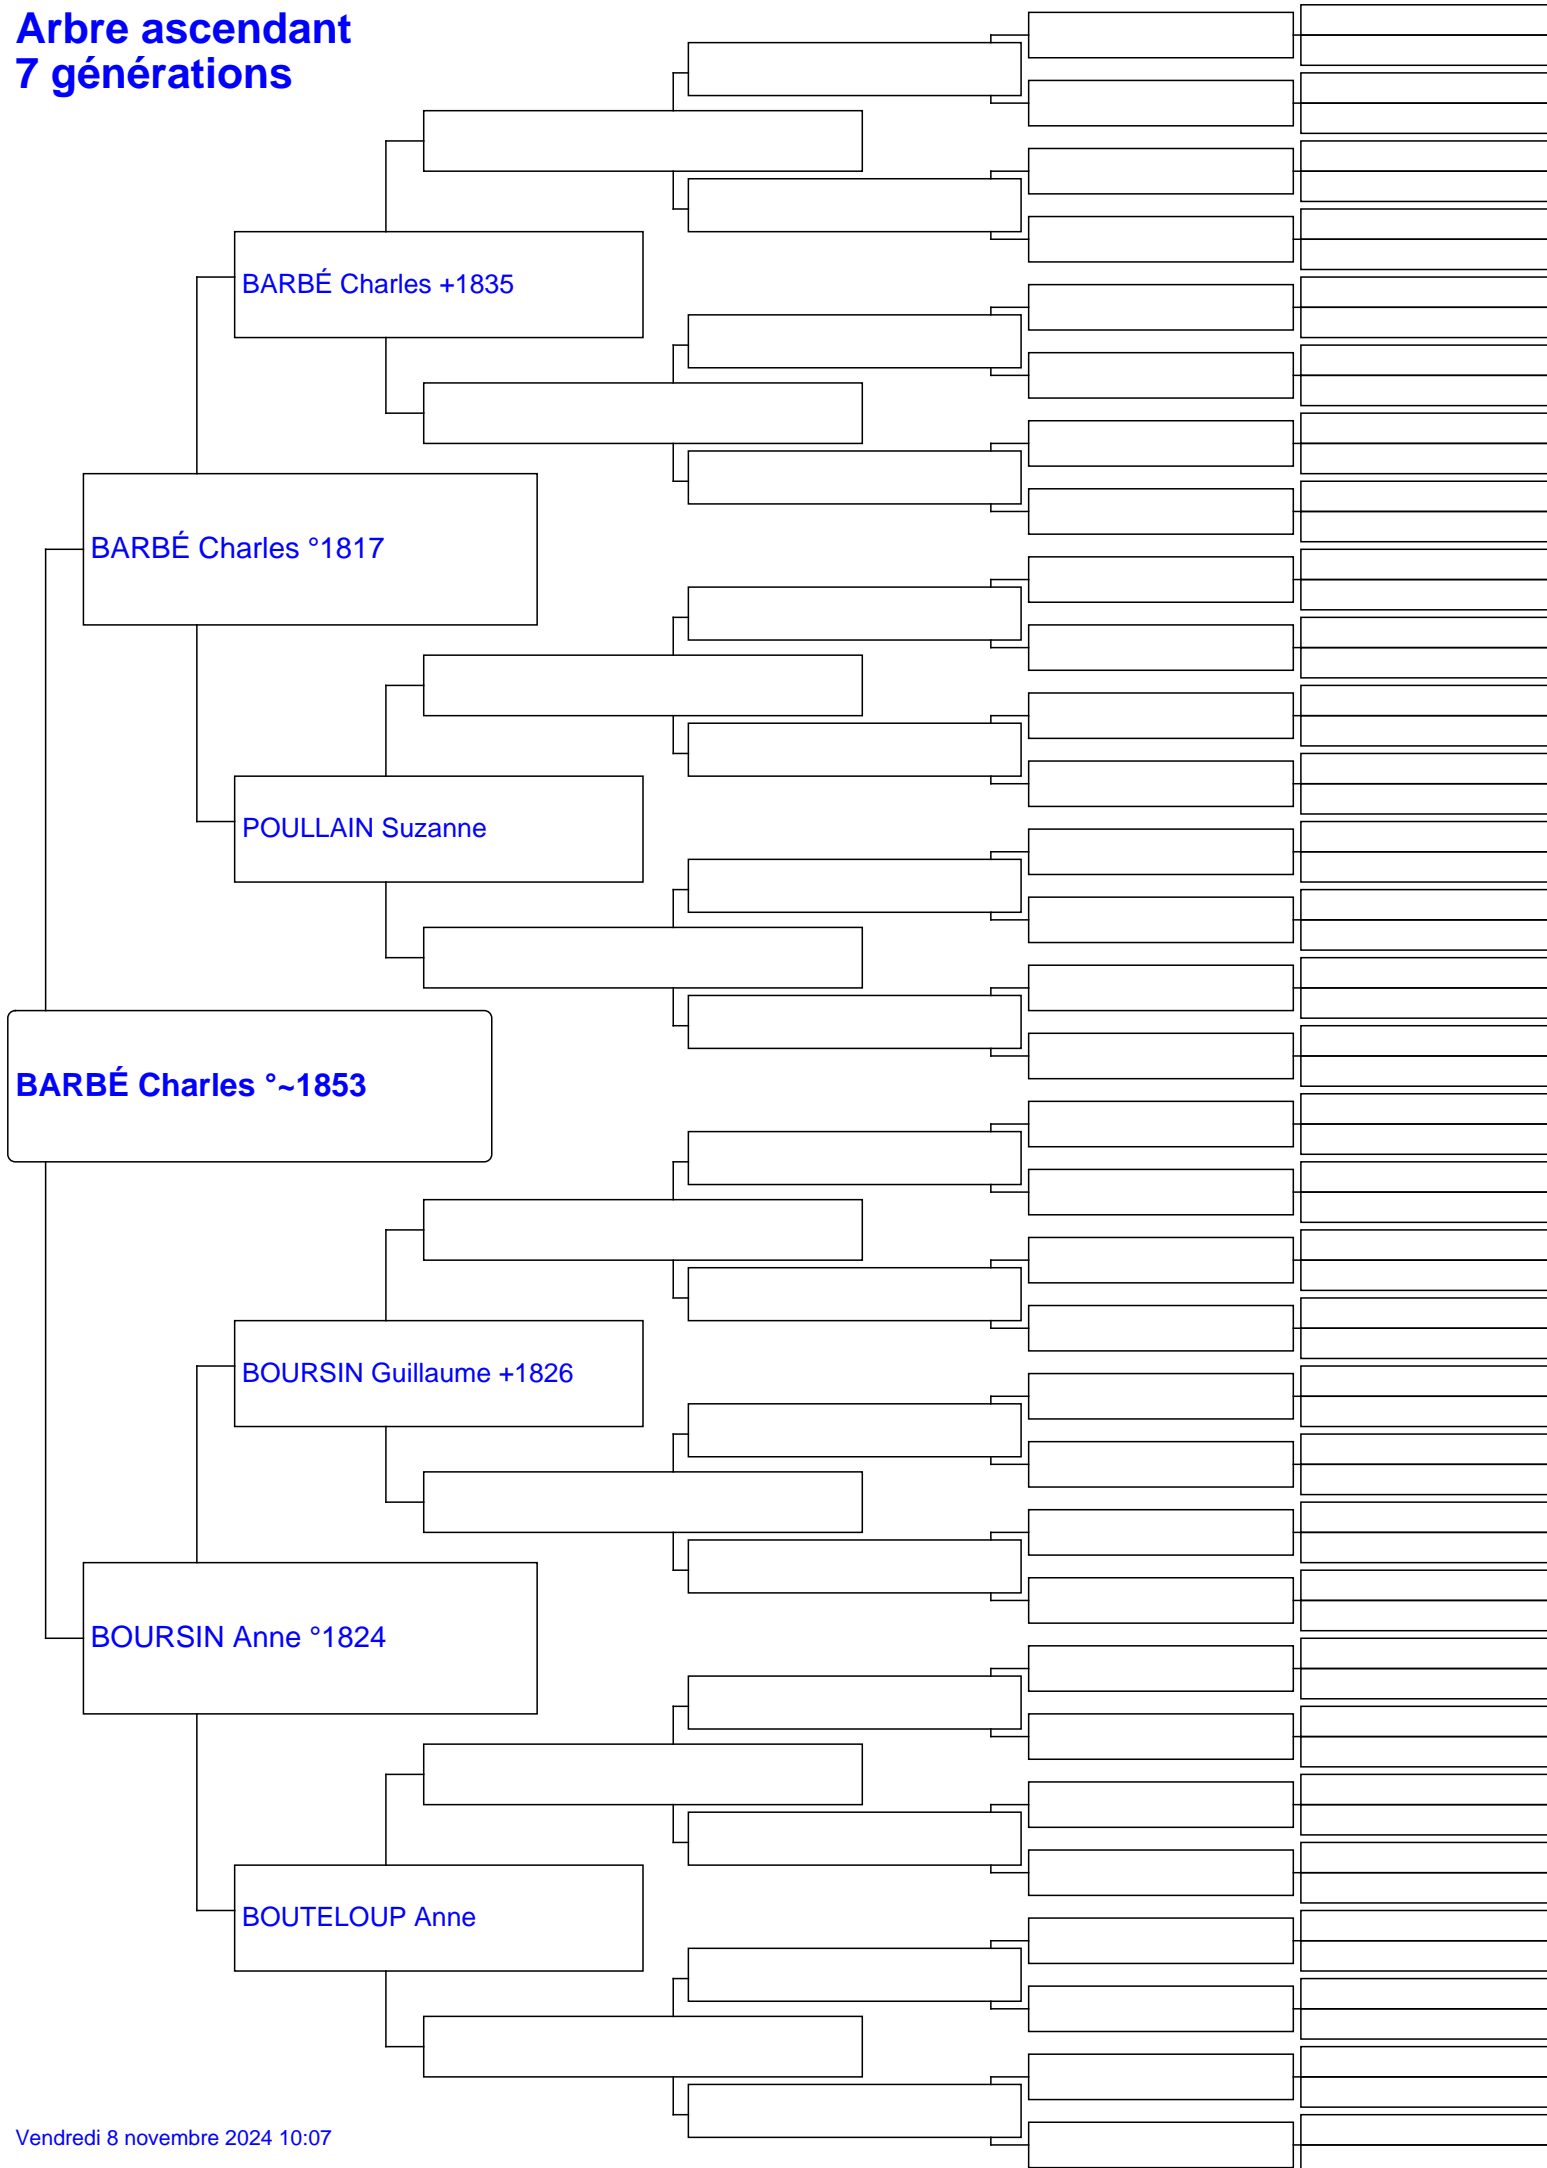 Arbre ascendant
7 générations
BARBÉ Charles +1835
BARBÉ Charles °1817
POULLAIN Suzanne
BARBÉ Charles °~1853
BOURSIN Guillaume +1826
BOURSIN Anne °1824
BOUTELOUP Anne
Vendredi 8 novembre 2024 10:07